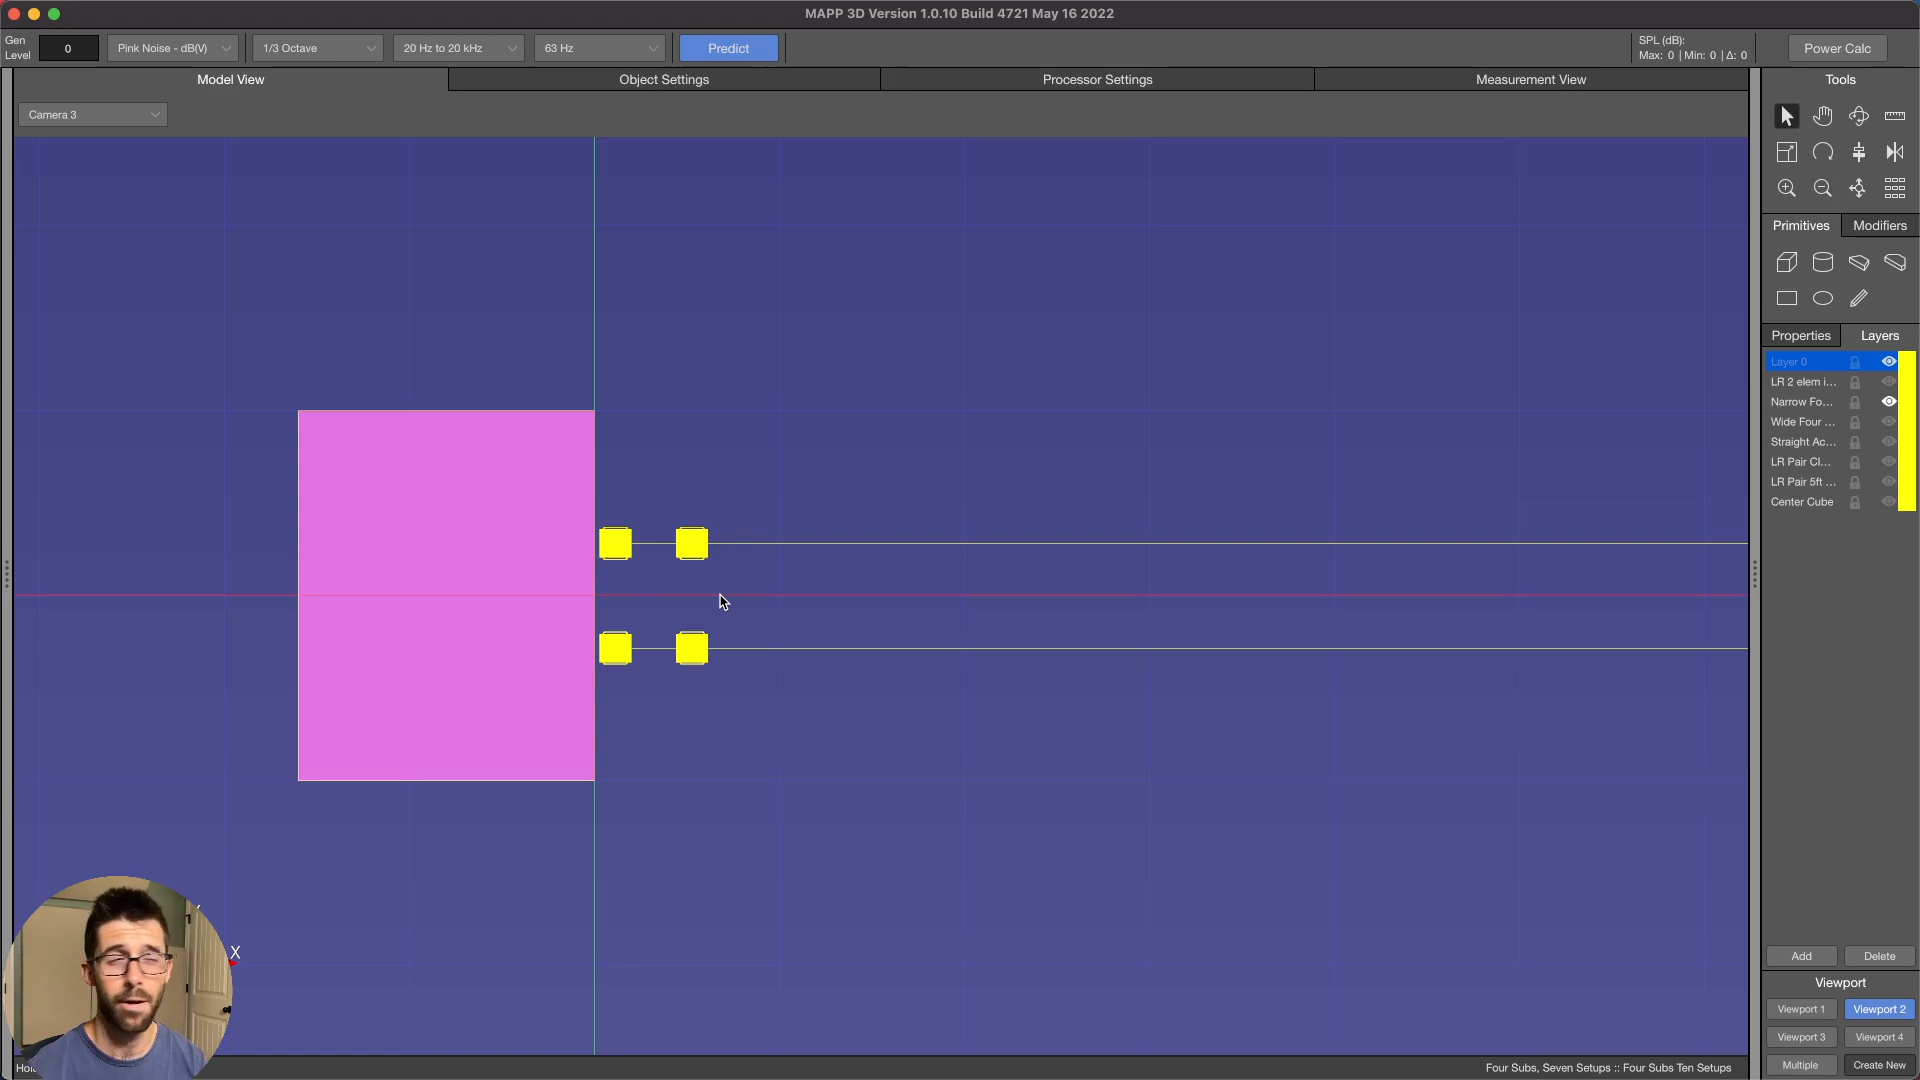 MAPP 3D Version 1.0.10 Build 4721 May 16 2022
Gen
Level
0
Pink Noise - dB(V)
1/3 Octave
20 Hz to 20 kHz
63 Hz
Predict
SPL (dB):
Max: 0 | Min: 0 | Δ: 0
Power Calc
Model View
Object Settings
Processor Settings
Measurement View
Tools
Camera 3
Primitives
Modifiers
Properties
Layers
Layer 0
LR 2 elem i...
Narrow Fo...
Wide Four ...
Straight Ac...
LR Pair Cl...
LR Pair 5ft ...
Center Cube
X
Add
Delete
Viewport
Viewport 1
Viewport 2
Viewport 3
Viewport 4
Multiple
Create New
Four Subs, Seven Setups :: Four Subs Ten Setups